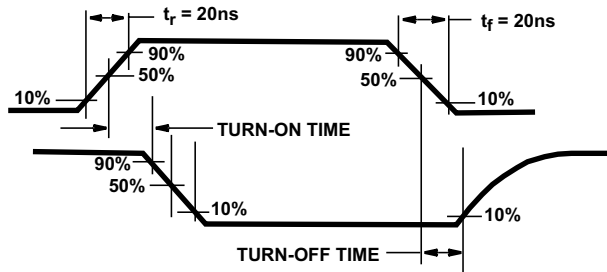 tr = 20ns
tf = 20ns
90%
50%
10%
90%
50%
10%
TURN-ON TIME
90%
50%
10%
10%
TURN-OFF TIME